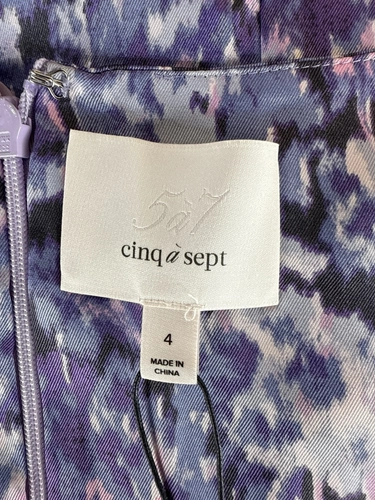 5à7
cinq à sept
4
MADE IN
CHINA